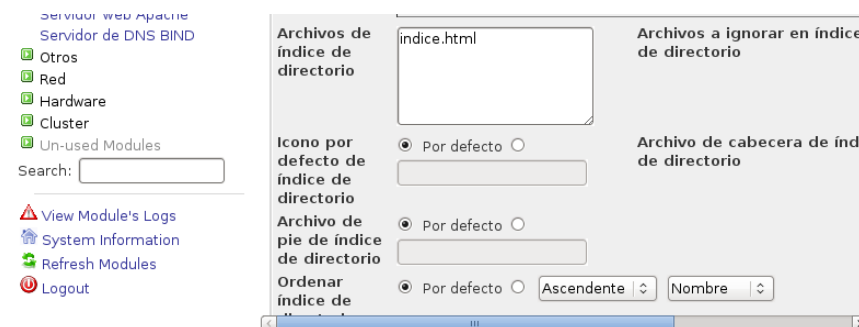 Servidor Web Apache
Servidor de DNS BIND
Otros
Red
Hardware
Cluster
Un-used Modules
Search:
View Module's Logs
System Information
Refresh Modules
Logout
Archivos de
índice de
directorio
indice.html
Archivos a ignorar en índice
de directorio
Icono por
defecto de
índice de
directorio
Por defecto
Archivo de cabecera de índ
de directorio
Archivo de
pie de índice
de directorio
Por defecto
Ordenar
índice de
directorio
Por defecto
Ascendente
Nombre